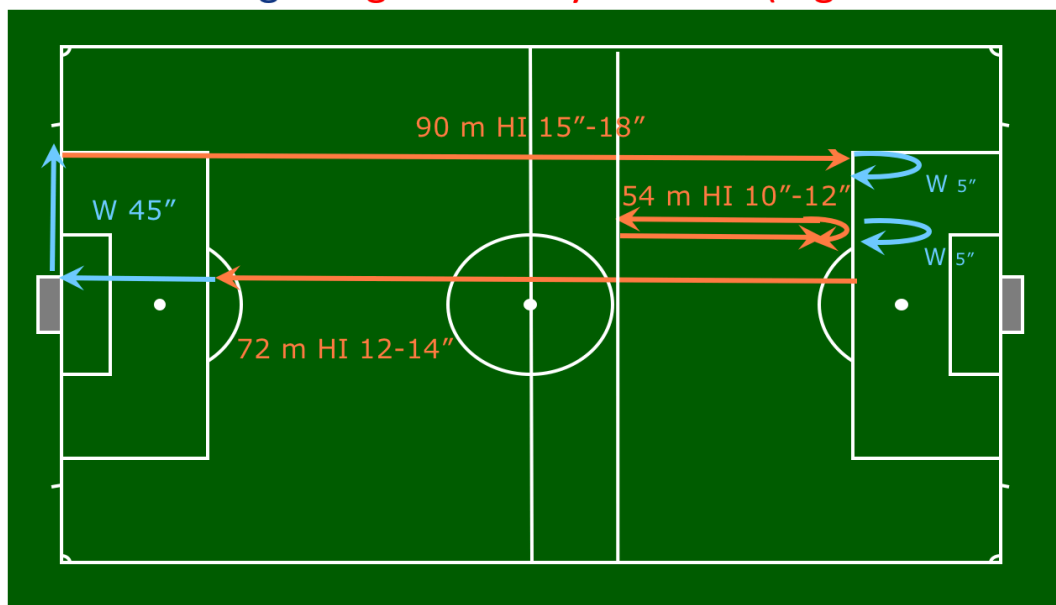 90 m HI 15”-18”
W 5”
54 m HI 10”-12”
W 45”
W 5”
72 m HI 12-14”